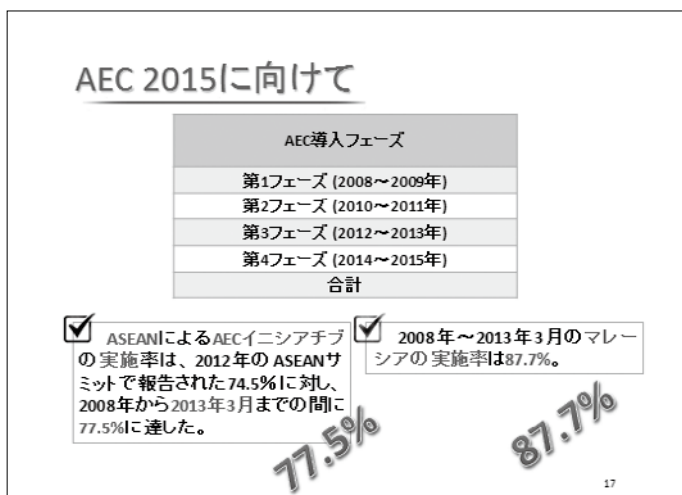 AEC 2015に向けて
AEC導入フェーズ
第1フェーズ (2008〜2009年)
第2フェーズ (2010〜2011年)
第3フェーズ (2012〜2013年)
第4フェーズ (2014〜2015年)
合計
ASEANによるAECイニシアチブ
の実施率は、2012年のASEANサ
ミットで報告された74.5%に対し、
2008年から2013年3月までの間に
77.5%に達した。
77.5%
2008年〜2013年3月のマレー
シアの実施率は87.7%。
87.7%
17